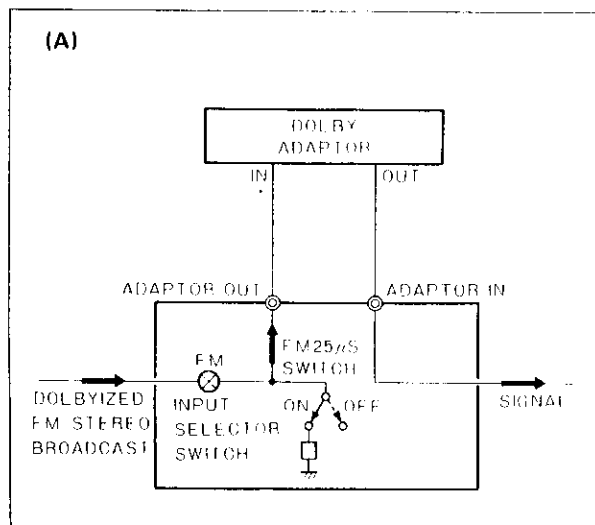 (A)
DOLBY
ADAPTOR
IN
OUT
ADAPTOR OUT
ADAPTOR IN
FM
FM25μS
SWITCH
DOLBYIZED
FM STEREO
BROADCAST
INPUT
SELECTOR
SWITCH
ON
OFF
SIGNAL